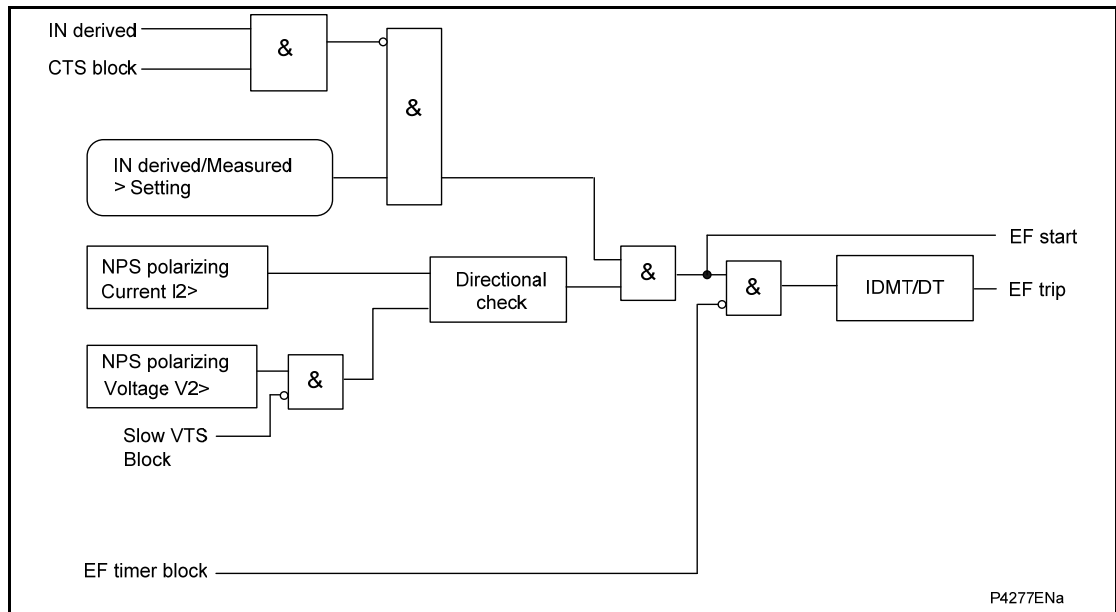 IN derived
CTS block
&
&
IN derived/Measured
> Setting
NPS polarizing
Current I2>
Directional
check
&
&
IDMT/DT
EF start
EF trip
NPS polarizing
Voltage V2>
&
Slow VTS
Block
EF timer block
P4277ENa